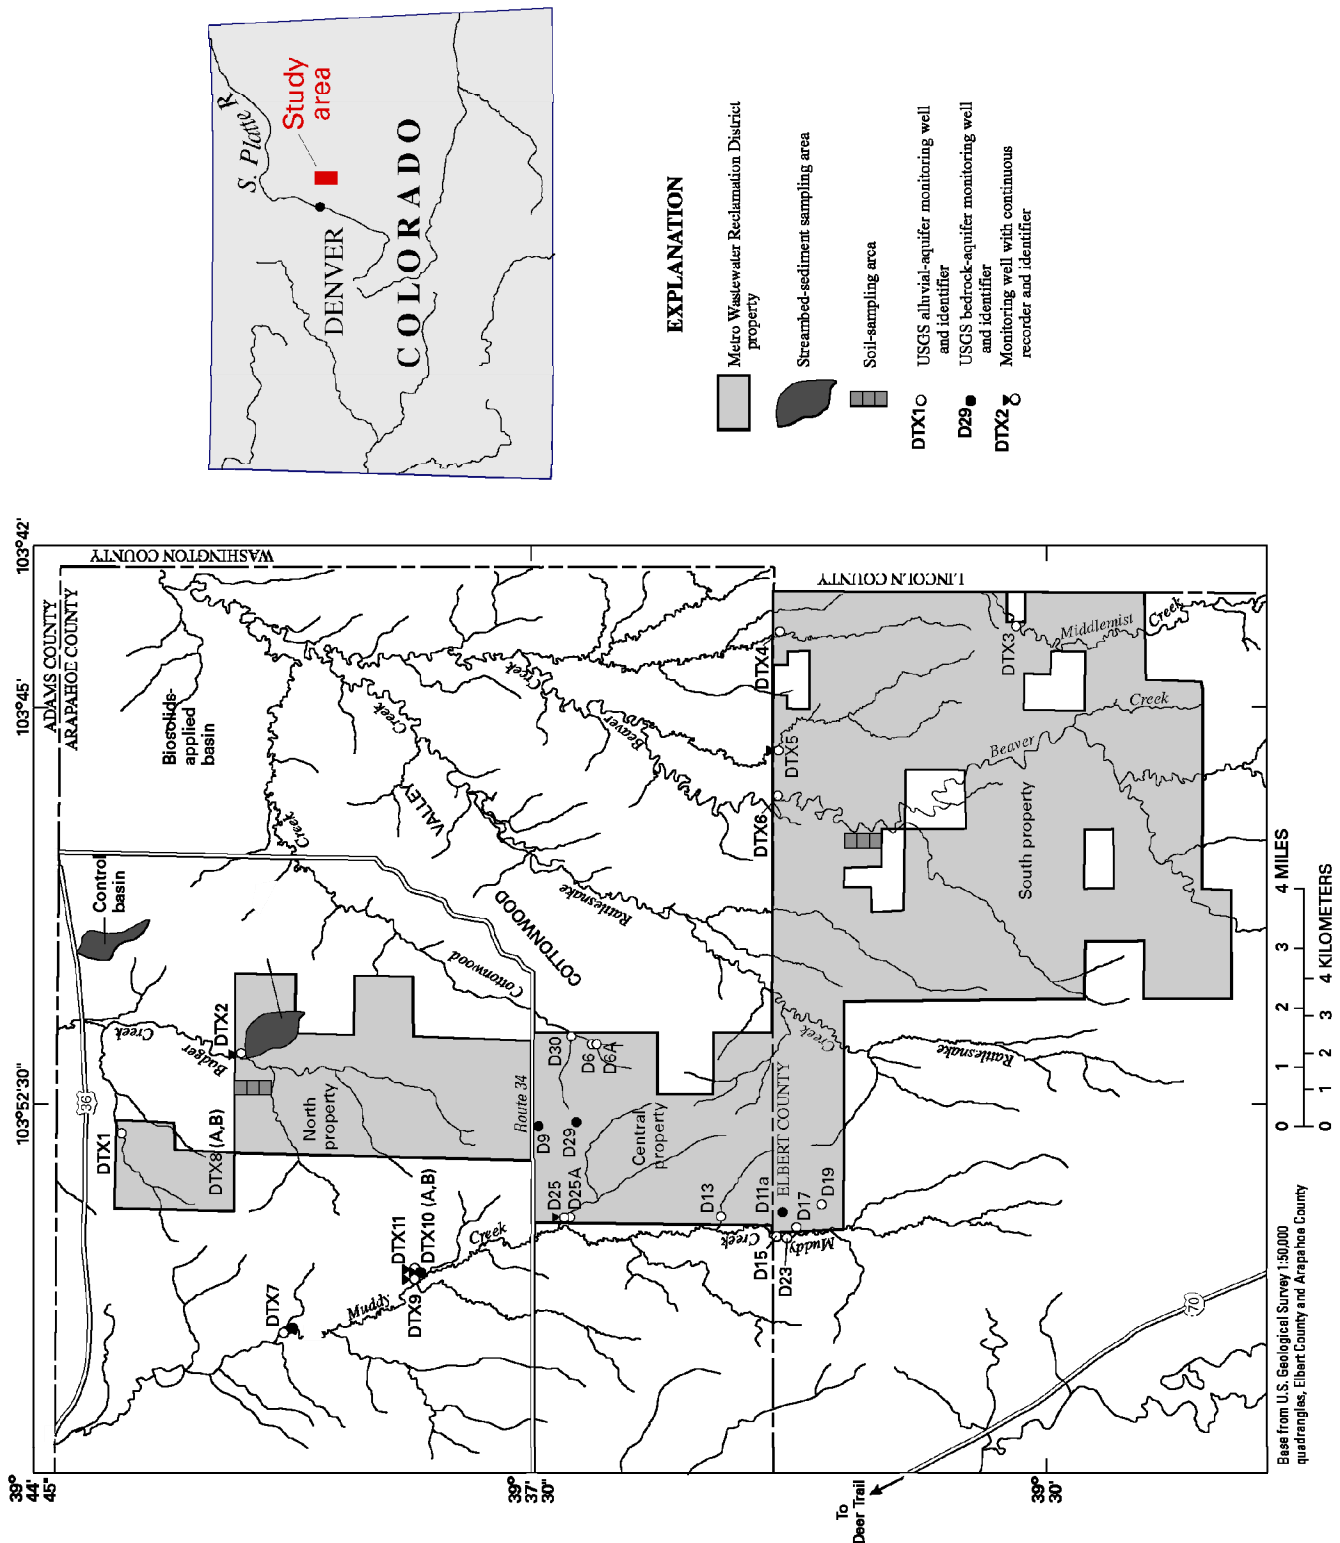 S. Platte R
Study
area
DENVER
COLORADO
EXPLANATION
Metro Wastewater Reclamation District
property
Streambed-sediment sampling area
Soil-sampling area
DTX1
USGS alluvial-aquifer monitoring well
and identifier
D29
USGS bedrock-aquifer monitoring well
and identifier
DTX2
Monitoring well with continuous
recorder and identifier
39°
44'
45"
103°52'30"
103°45'
103°42'
ADAMS COUNTY
ARAPAHOE COUNTY
WASHINGTON COUNTY
36
Control
basin
Biosolids-
applied
basin
DTX1
Badger
Creek
DTX2
DTX8 (A,B)
North
property
DTX7
Muddy
Creek
DTX11
DTX10 (A,B)
DTX9
Creek
Cottonwood
Creek
VALLEY
COTTONWOOD
Rattlesnake
Beaver
Creek
39°
37'
30"
Route 34
D9
D30
D6
D6A
D29
D25
D25A
Central
property
D13
D11a
ELBERT COUNTY
D17
D19
D15
D23
Creek
Muddy
Creek
Rattlesnake
DTX4
DTX5
DTX6
LINCOLN COUNTY
DTX3
Middlemist
Creek
Beaver
Creek
South property
To
Deer Trail
70
39°
30'
0
1
2
3
4 MILES
0
1
2
3
4 KILOMETERS
Base from U.S. Geological Survey 1:50,000
quadrangles, Elbert County and Arapahoe County